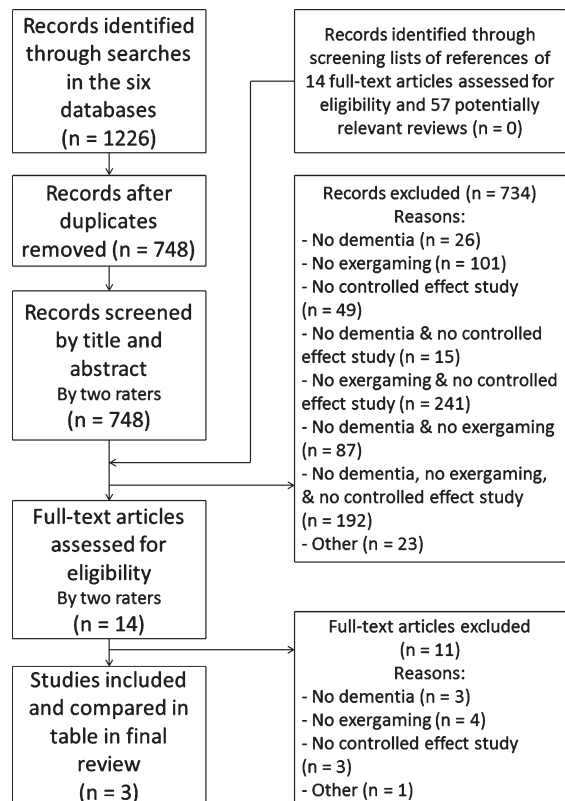 Records identified
through searches
in the six
databases
(n = 1226)
Records identified through
screening lists of references of
14 full-text articles assessed for
eligibility and 57 potentially
relevant reviews (n = 0)
Records after
duplicates
removed (n = 748)
Records screened
by title and
abstract
By two raters
(n = 748)
Records excluded (n = 734)
Reasons:
- No dementia (n = 26)
- No exergaming (n = 101)
- No controlled effect study
(n = 49)
- No dementia & no controlled
effect study (n = 15)
- No exergaming & no controlled
effect study (n = 241)
- No dementia & no exergaming
(n = 87)
- No dementia, no exergaming,
& no controlled effect study
(n = 192)
- Other (n = 23)
Full-text articles
assessed for
eligibility
By two raters
(n = 14)
Full-text articles excluded
(n = 11)
Reasons:
- No dementia (n = 3)
- No exergaming (n = 4)
- No controlled effect study
(n = 3)
- Other (n = 1)
Studies included
and compared in
table in final
review
(n = 3)